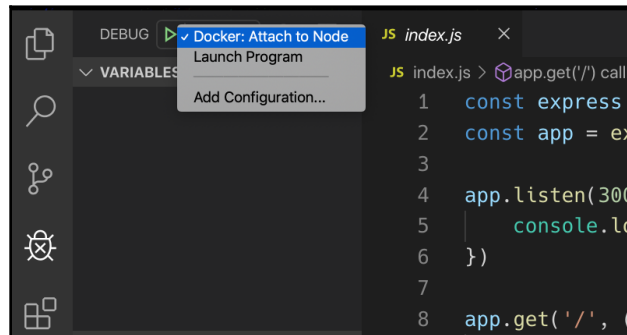 DEBUG
Docker: Attach to Node
Launch Program
Add Configuration...
VARIABLES
JS index.js
JS index.js > app.get('/') call
1 const express
2 const app = e
3
4 app.listen(300
5 console.lo
6 })
7
8 app.get('/', (